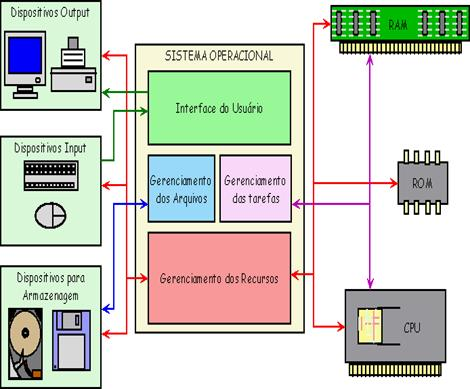 Dispositivos Output
Dispositivos Input
Dispositivos para
Armazenagem
SISTEMA OPERACIONAL
Interface do Usuário
Gerenciamento
dos Arquivos
Gerenciamento
das tarefas
Gerenciamento dos Recursos
RAM
ROM
CPU